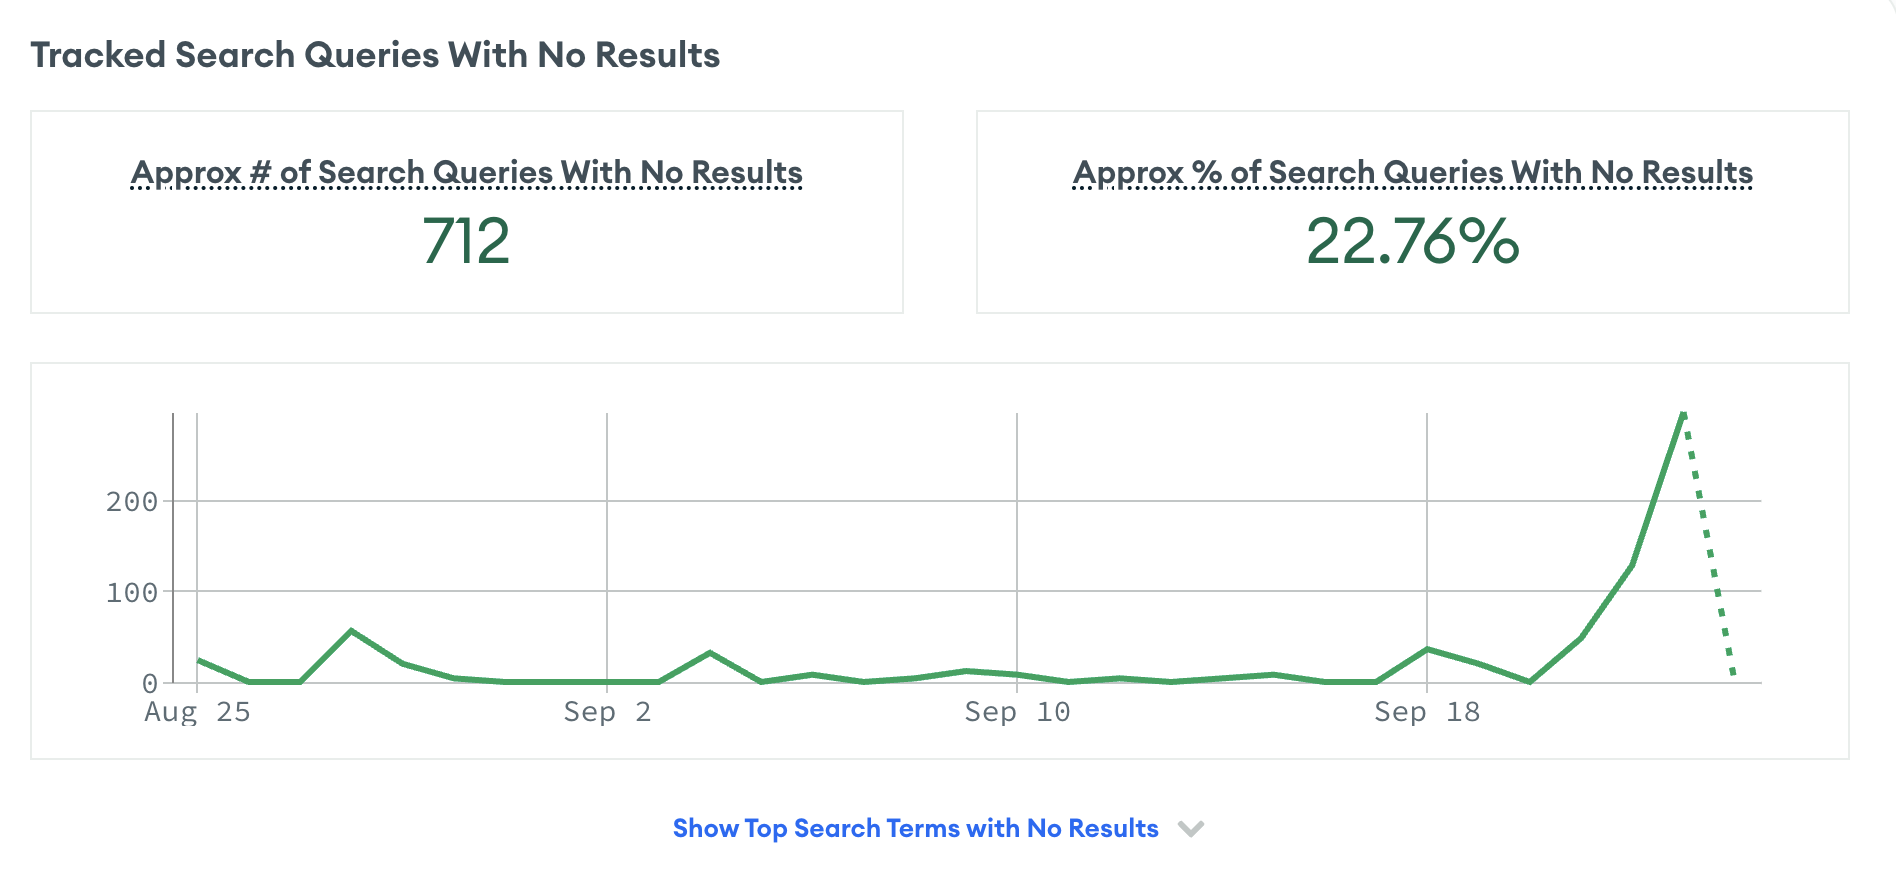 Tracked Search Queries With No Results
Approx # of Search Queries With No Results
712
Approx % of Search Queries With No Results
22.76%
200
100
0
Aug 25
Sep 2
Sep 10
Sep 18
Show Top Search Terms with No Results